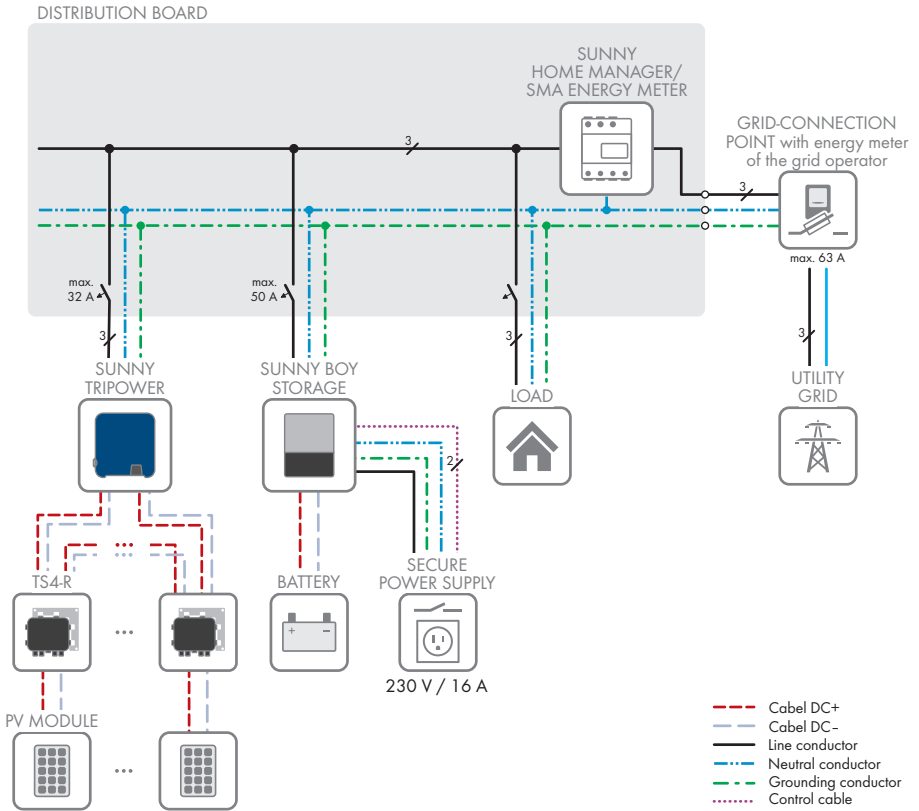 DISTRIBUTION BOARD
SUNNY
HOME MANAGER/
SMA ENERGY METER
GRID-CONNECTION
POINT with energy meter
of the grid operator
3
3
max. 63 A
max.
32 A
max.
50 A
3
3
SUNNY
TRIPOWER
SUNNY BOY
STORAGE
LOAD
UTILITY
GRID
2
TS4-R
BATTERY
SECURE
POWER SUPPLY
...
...
+ −
230 V / 16 A
PV MODULE
...
Cabel DC+
Cabel DC−
Line conductor
Neutral conductor
Grounding conductor
Control cable